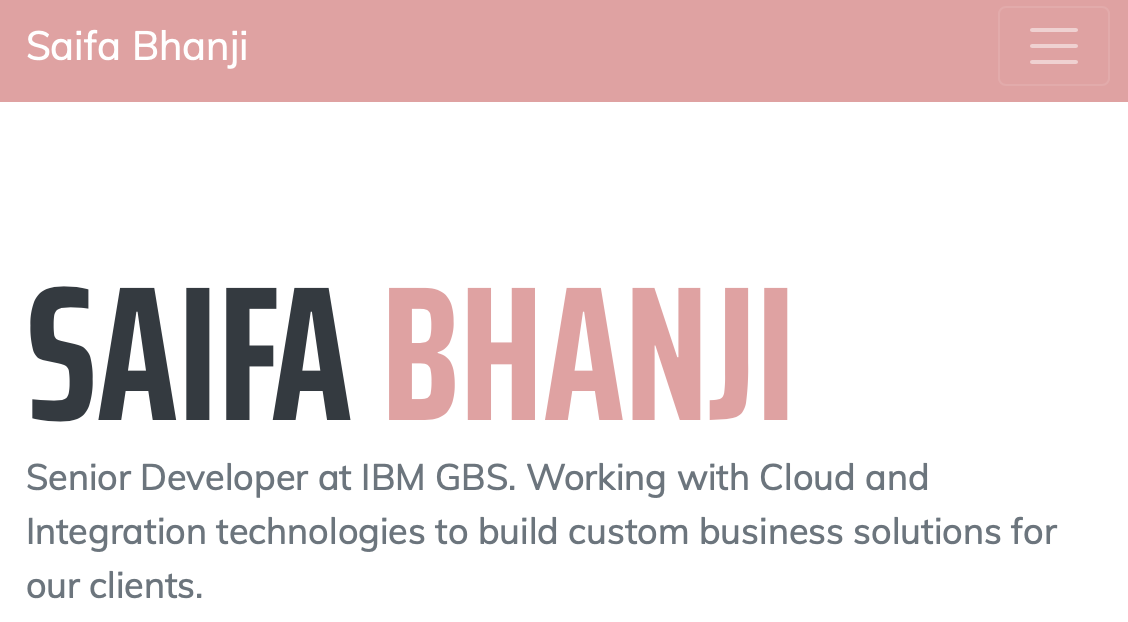 Saifa Bhanji
SAIFA BHANJI
Senior Developer at IBM GBS. Working with Cloud and
Integration technologies to build custom business solutions for
our clients.